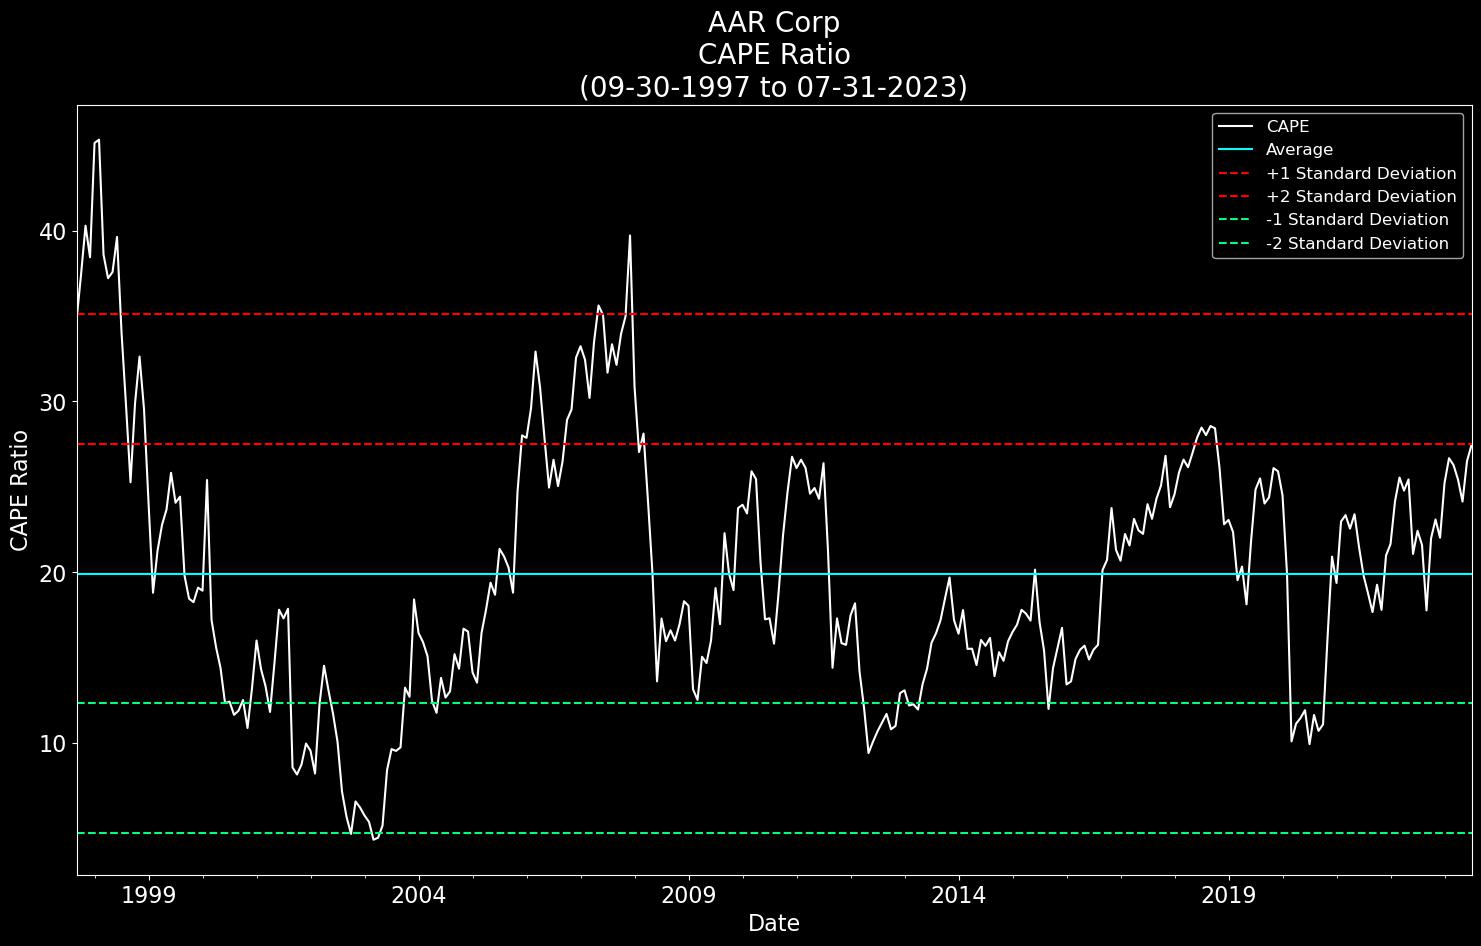 AAR Corp
CAPE Ratio
(09-30-1997 to 07-31-2023)
CAPE
Average
+1 Standard Deviation
+2 Standard Deviation
-1 Standard Deviation
-2 Standard Deviation
CAPE Ratio
40
30
20
10
1999
2004
2009
2014
2019
Date